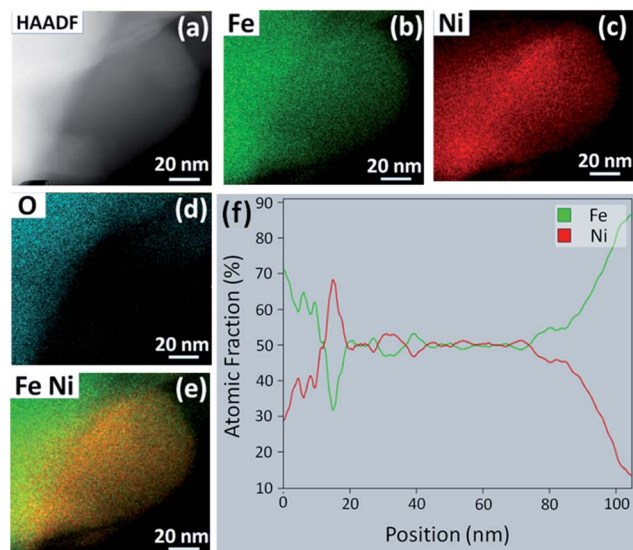 HAADF
(a)
20 nm
Fe
(b)
20 nm
Ni
(c)
20 nm
O
(d)
20 nm
Fe Ni
(e)
20 nm
(f)
Fe
Ni
90
80
70
60
50
40
30
20
10
Atomic Fraction (%)
0 20 40 60 80 100
Position (nm)